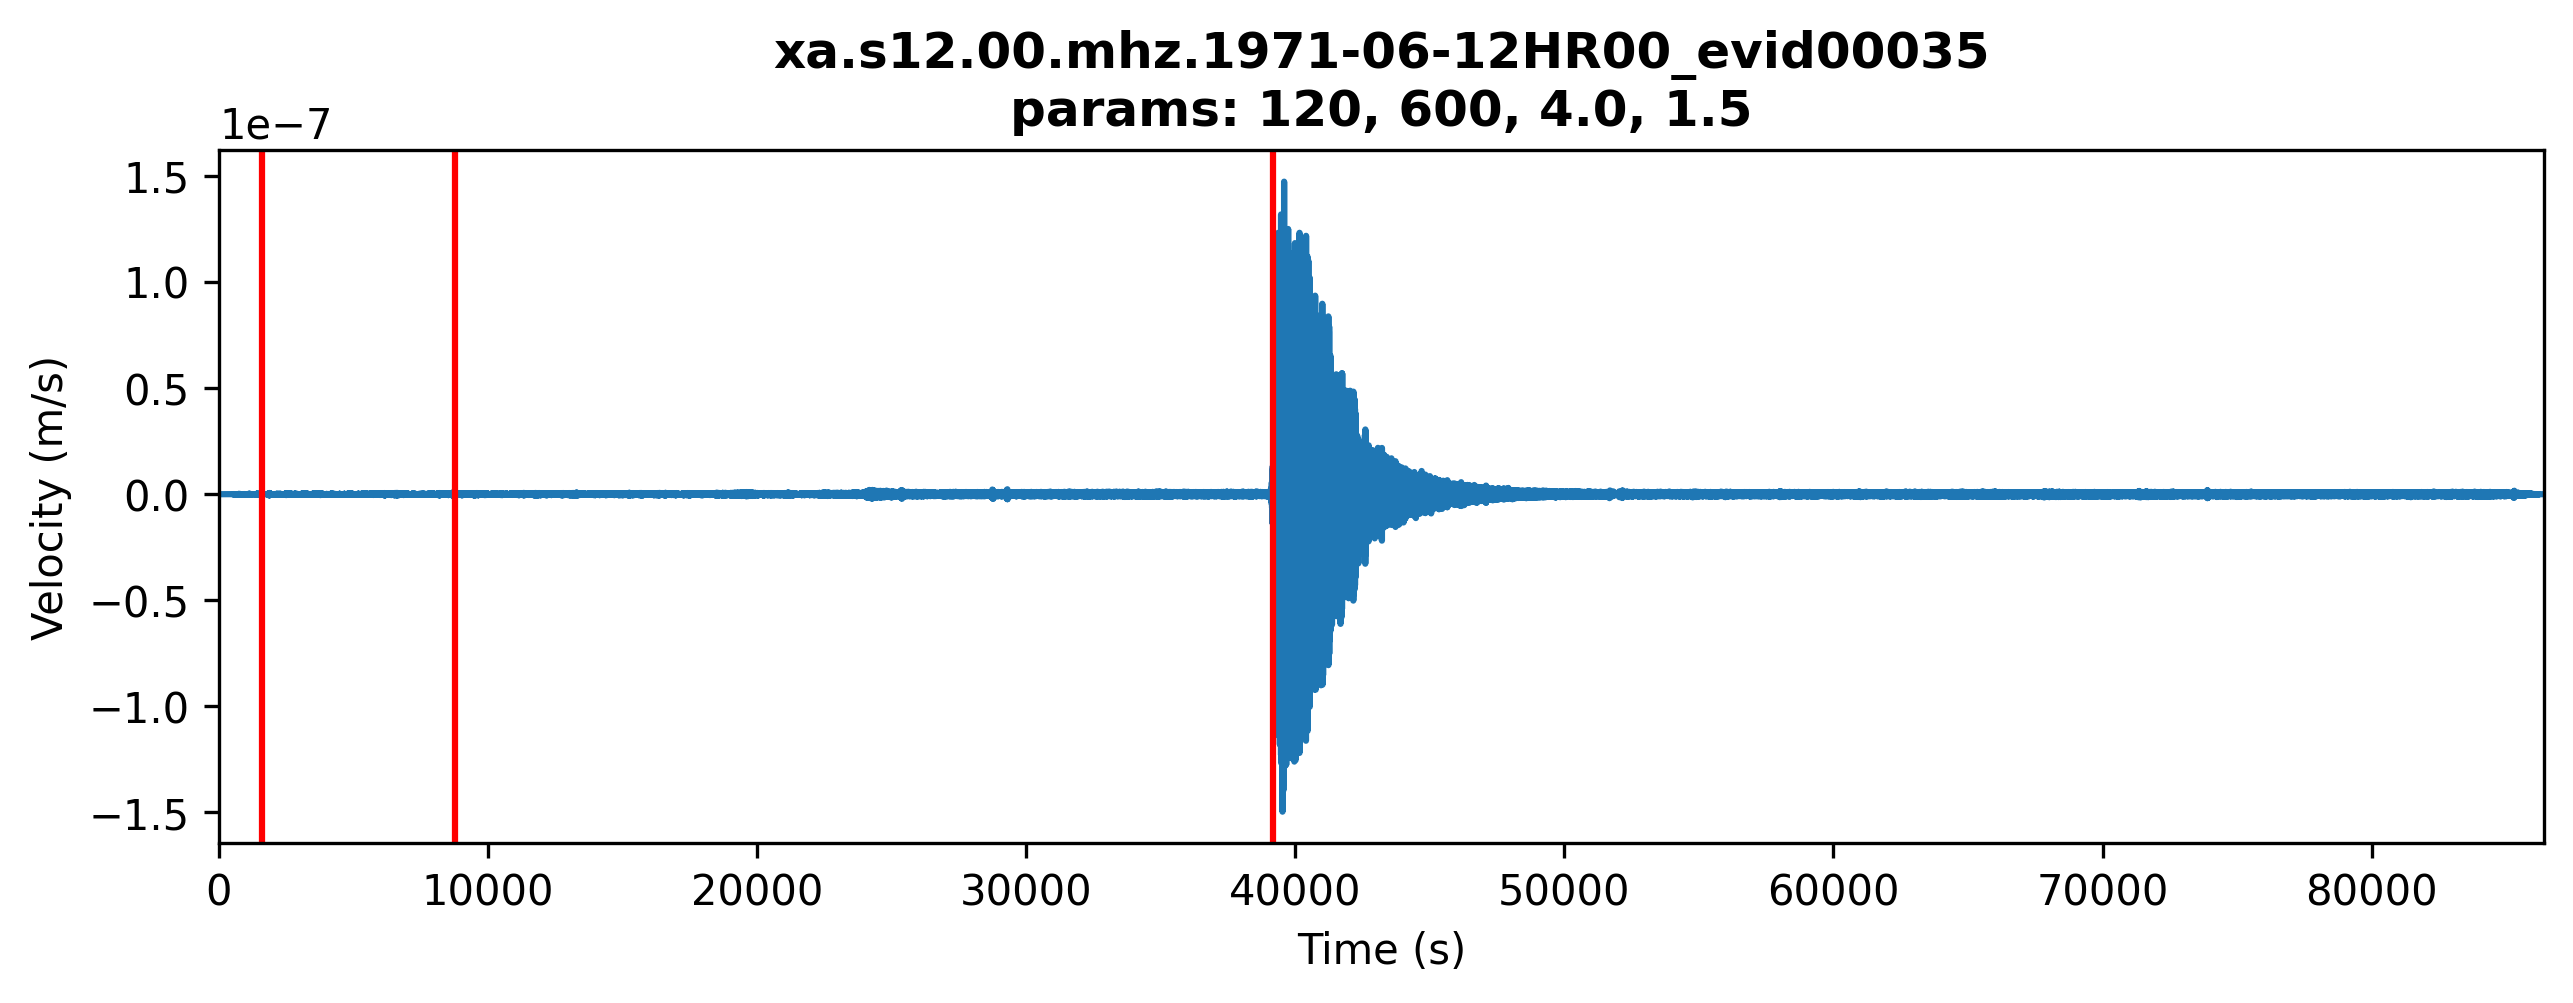 xa.s12.00.mhz.1971-06-12HR00_evid00035
params: 120, 600, 4.0, 1.5
1e−7
1.5
1.0
0.5
0.0
−0.5
−1.0
−1.5
Velocity (m/s)
0 10000 20000 30000 40000 50000 60000 70000 80000
Time (s)